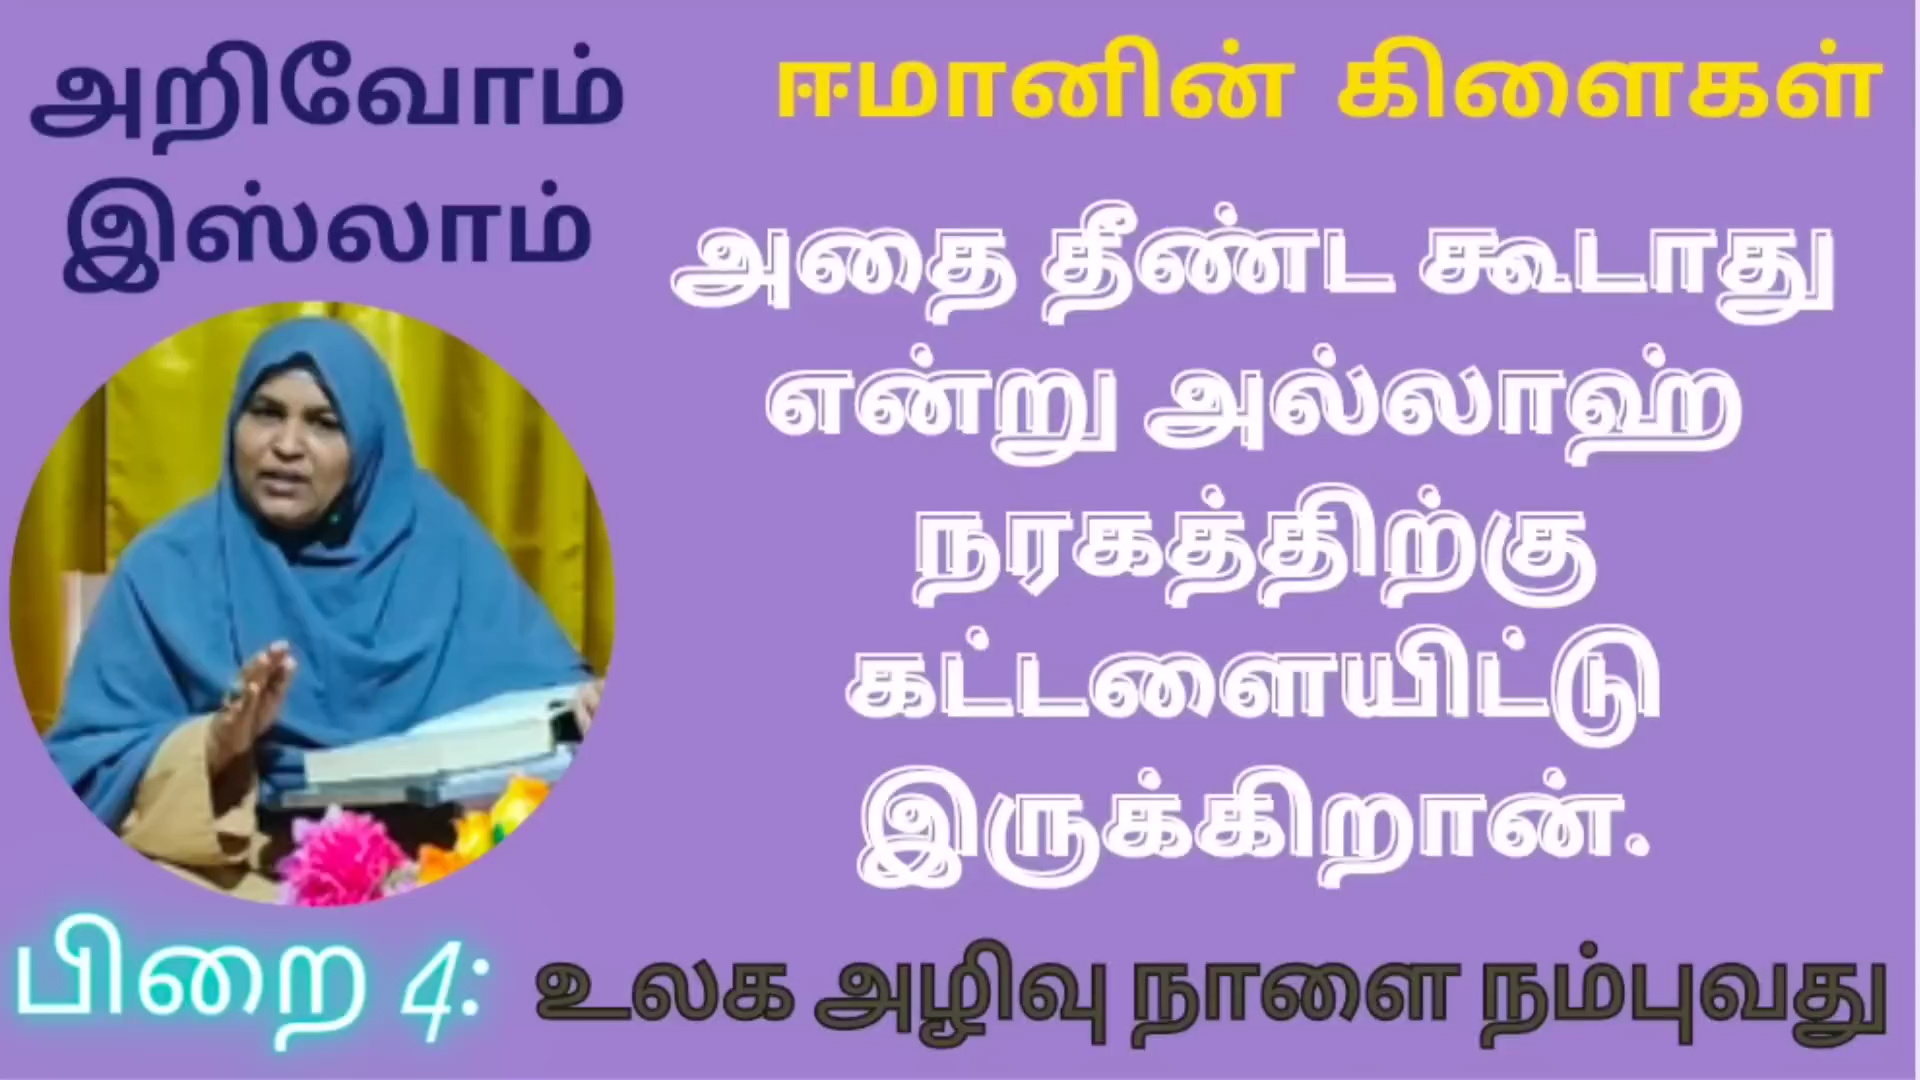 அறிவோம்
இஸ்லாம்
ஈமானின் கிளைகள்
அதை தீண்ட கூடாது
என்று அல்லாஹ்
நரகத்திற்கு
கட்டளையிட்டு
இருக்கிறான்.
பிறை 4: உலக அழிவு நாளை நம்புவது